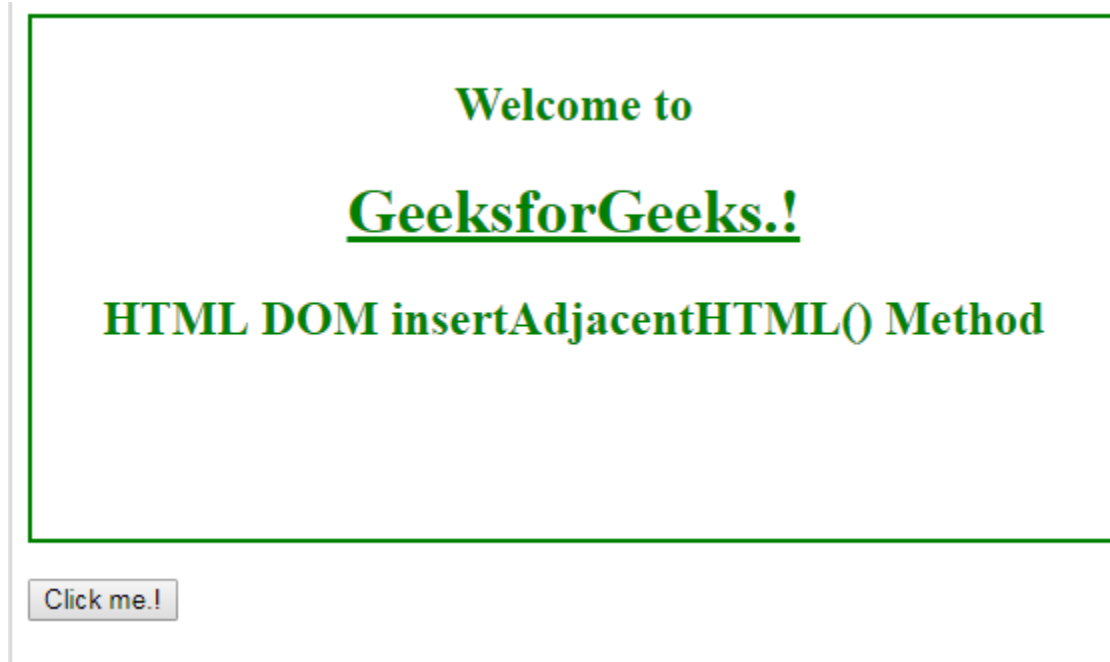 Welcome to
GeeksforGeeks.!
HTML DOM insertAdjacentHTML() Method
Click me.!